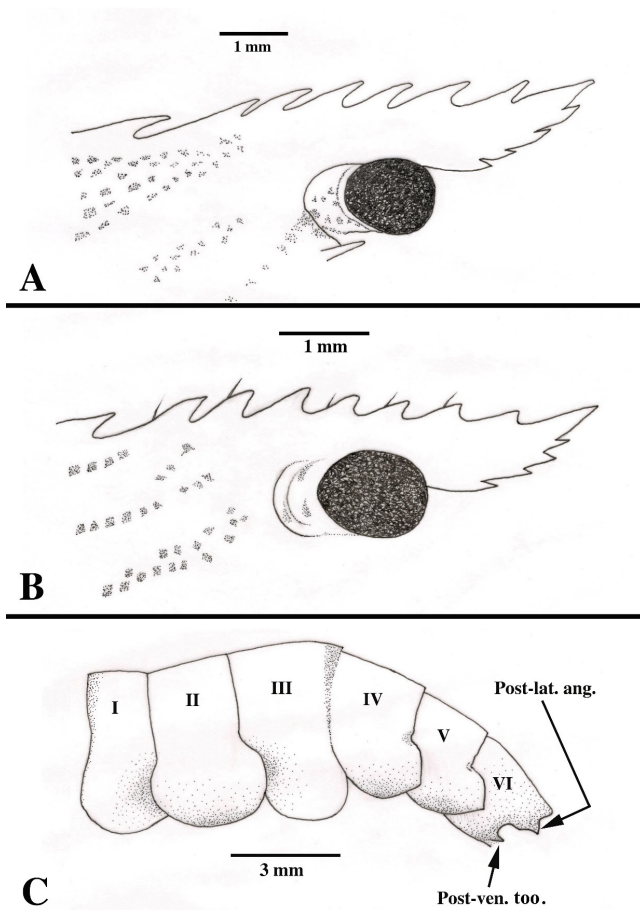 1 mm
A
1 mm
B
I
II
III
IV
V
VI
Post-lat. ang.
3 mm
C
Post-ven. too.